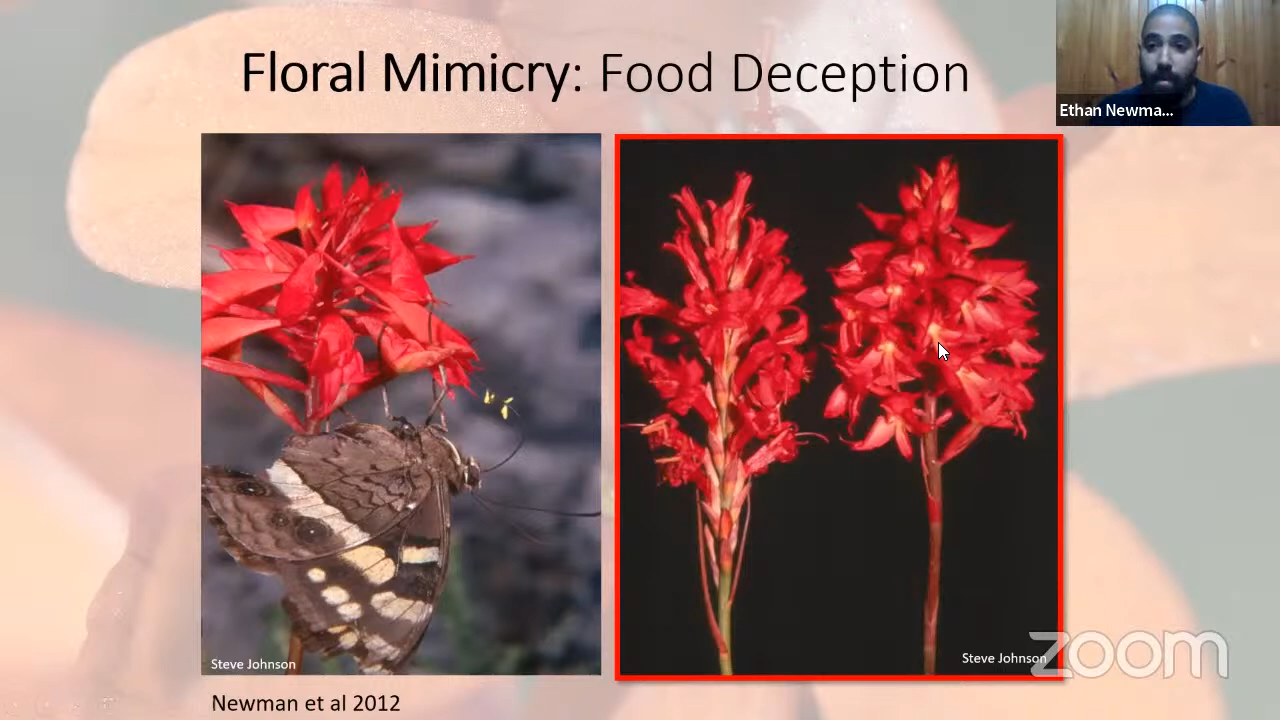 Floral Mimicry: Food Deception
Ethan Newma...
Steve Johnson
Steve Johnson
zoom
Newman et al 2012